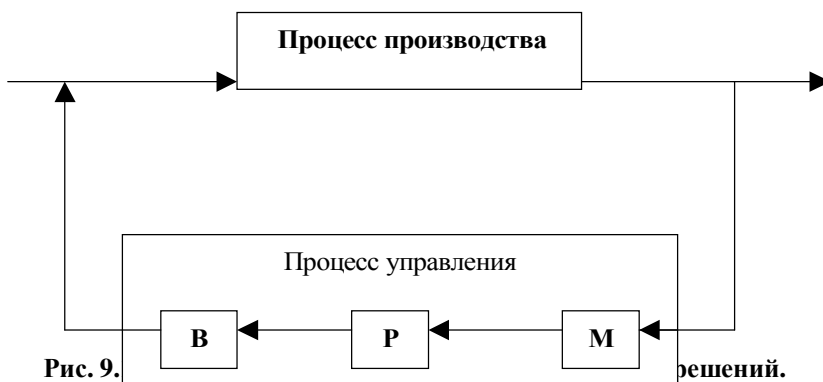 Процесс производства
Процесс управления
В Р М
Рис. 9. решений.